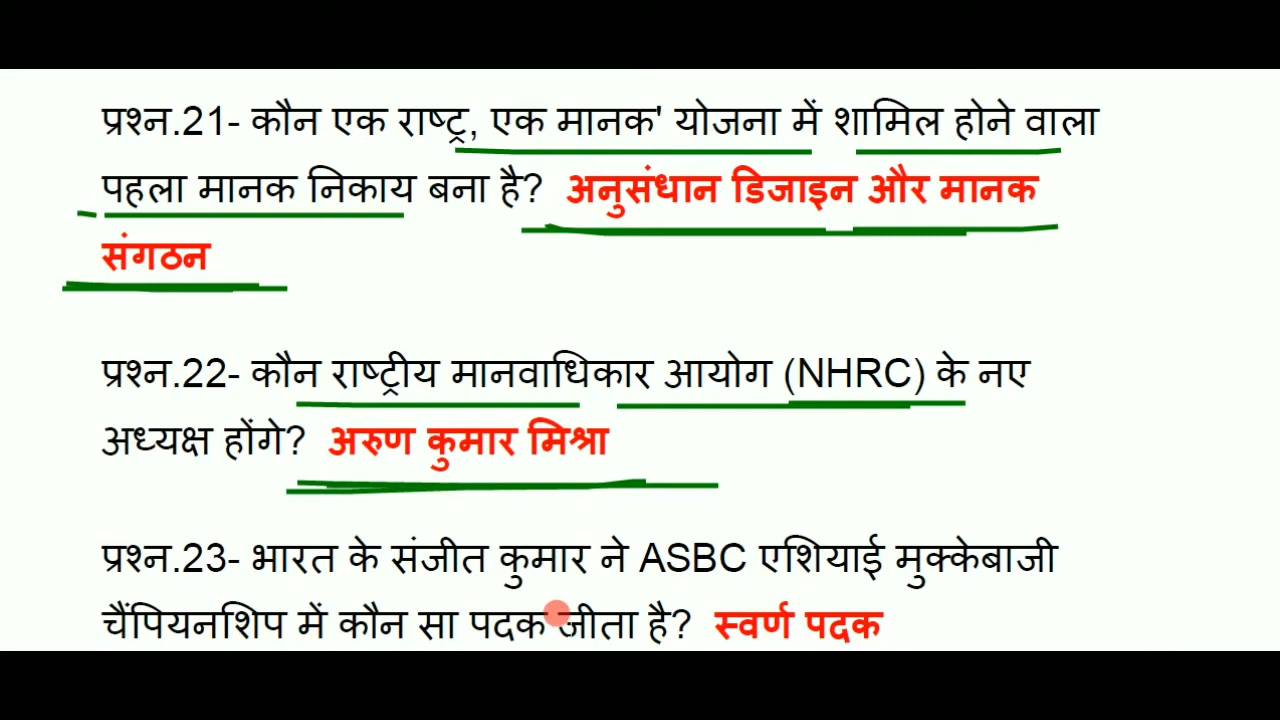 प्रश्न.21- कौन एक राष्ट्र, एक मानक' योजना में शामिल होने वाला
पहला मानक निकाय बना है? अनुसंधान डिजाइन और मानक
संगठन
प्रश्न.22- कौन राष्ट्रीय मानवाधिकार आयोग (NHRC) के नए
अध्यक्ष होंगे? अरुण कुमार मिश्रा
प्रश्न.23- भारत के संजीत कुमार ने ASBC एशियाई मुक्केबाजी
चैंपियनशिप में कौन सा पदक जीता है? स्वर्ण पदक